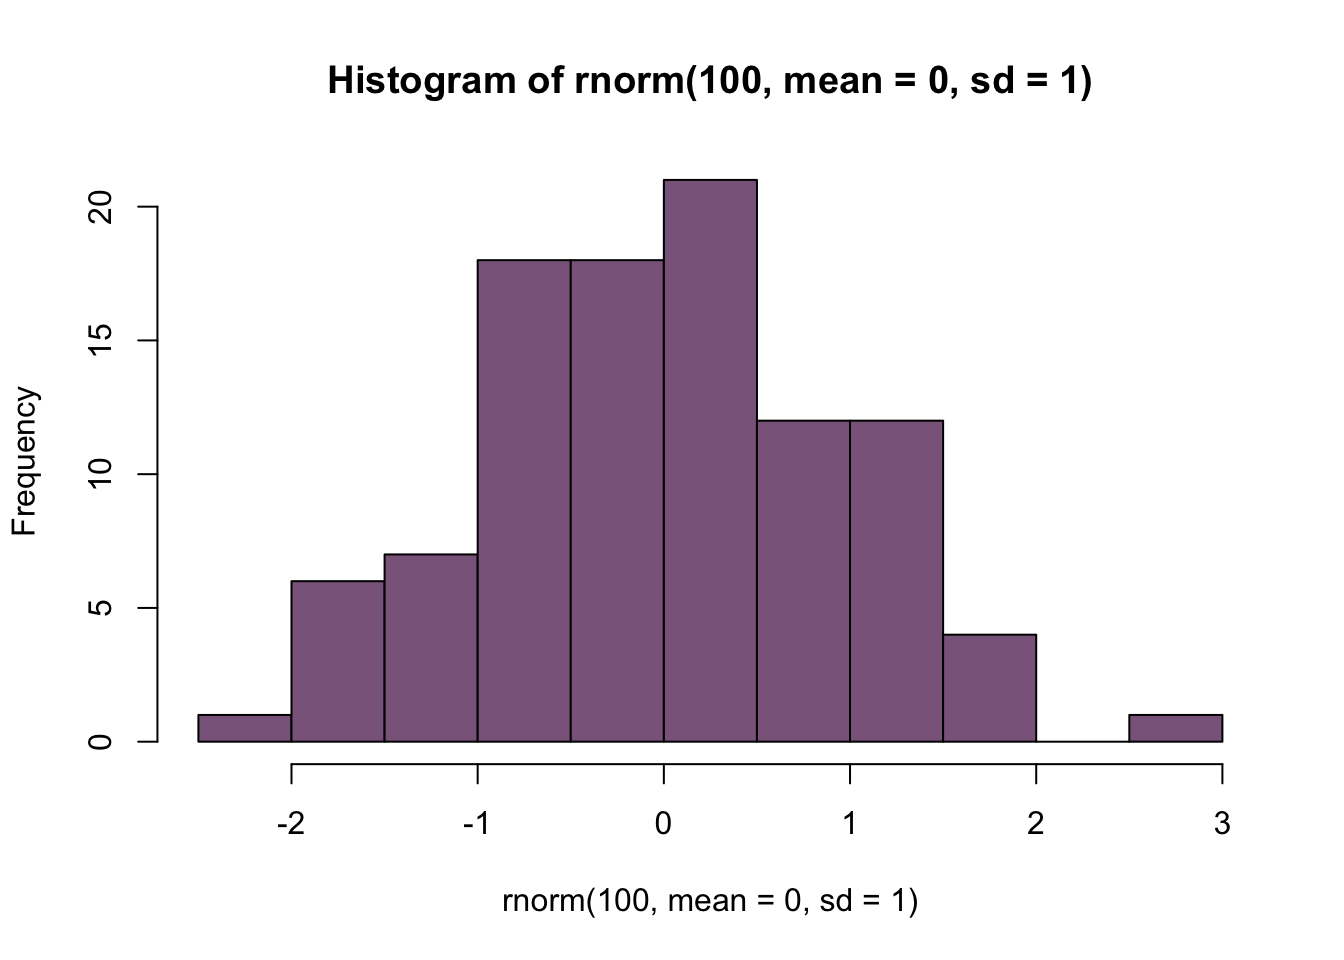 Histogram of rnorm(100, mean = 0, sd = 1)
Frequency
20
15
10
5
0
-2 -1 0 1 2 3
rnorm(100, mean = 0, sd = 1)